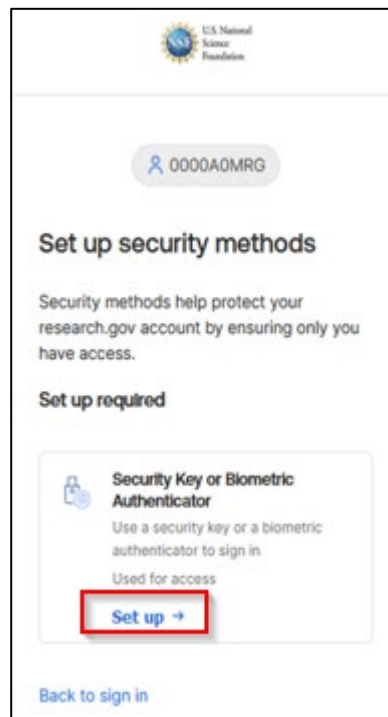 U.S. National
Science
Foundation
NSF
0000A0MRG
Set up security methods
Security methods help protect your
research.gov account by ensuring only you
have access.
Set up required
Security Key or Biometric
Authenticator
Use a security key or a biometric
authenticator to sign in
Used for access
Set up →
Back to sign in